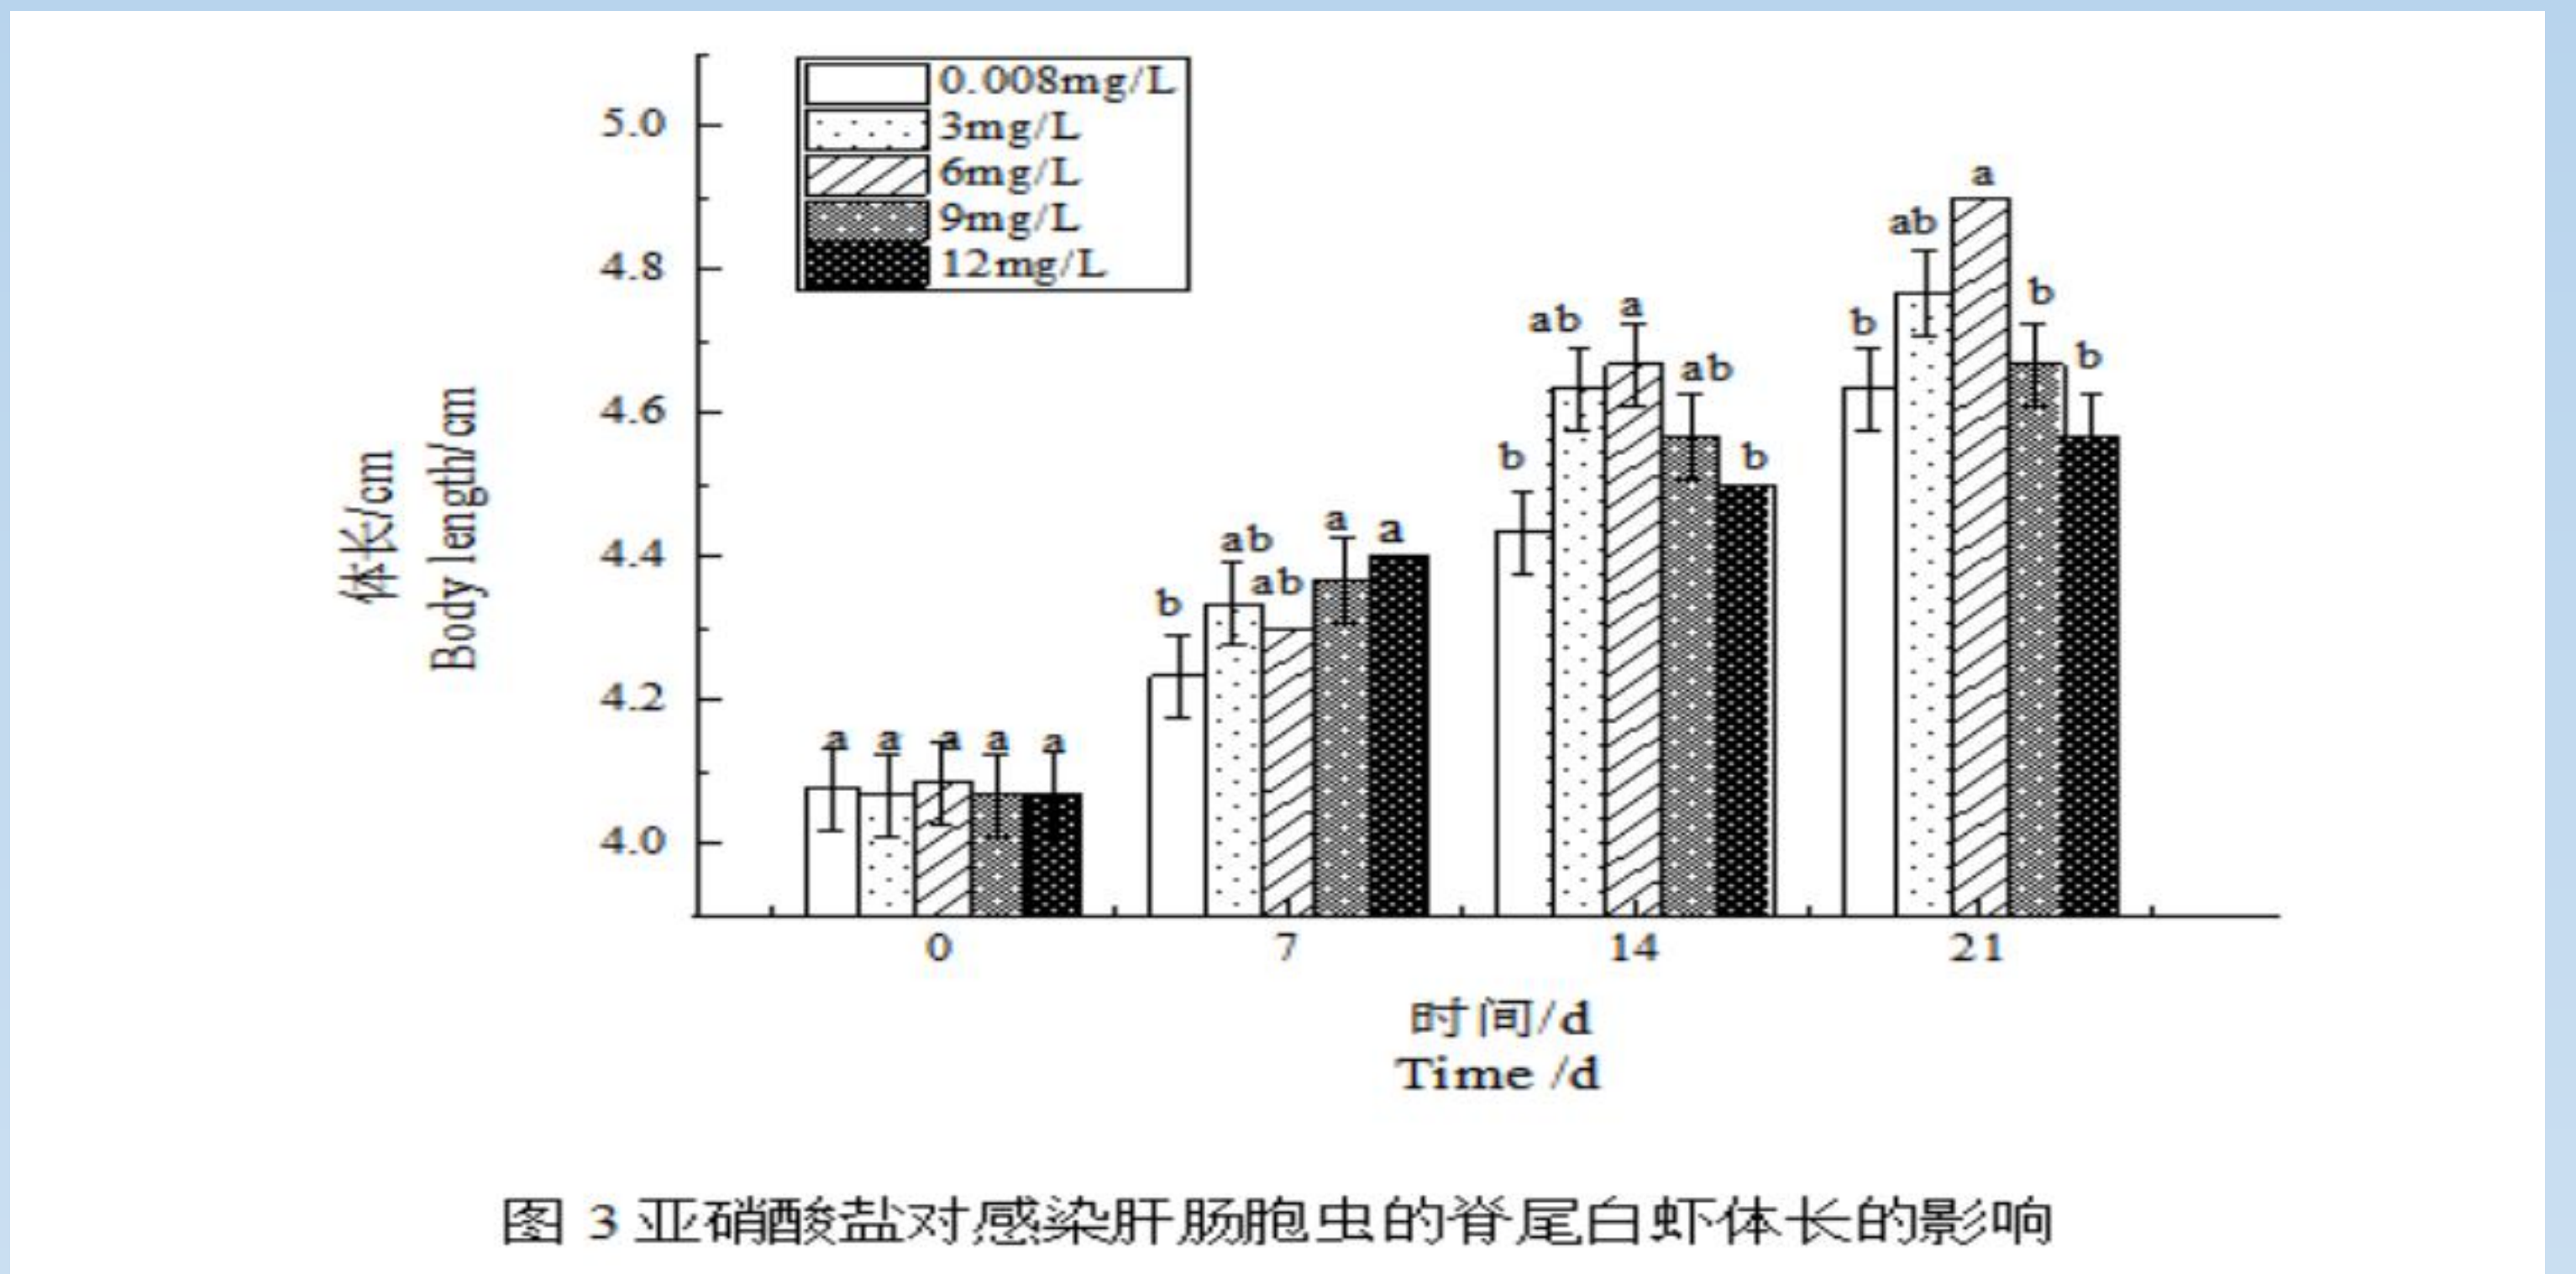 0.008mg/L
3mg/L
6mg/L
9mg/L
12mg/L
5.0
4.8
4.6
4.4
4.2
4.0
体长/cm
Body length/cm
a a a a a
b ab ab a a
b ab a ab b
b ab a b b
0 7 14 21
时间/d
Time /d
图 3 亚硝酸盐对感染肝肠胞虫的脊尾白虾体长的影响